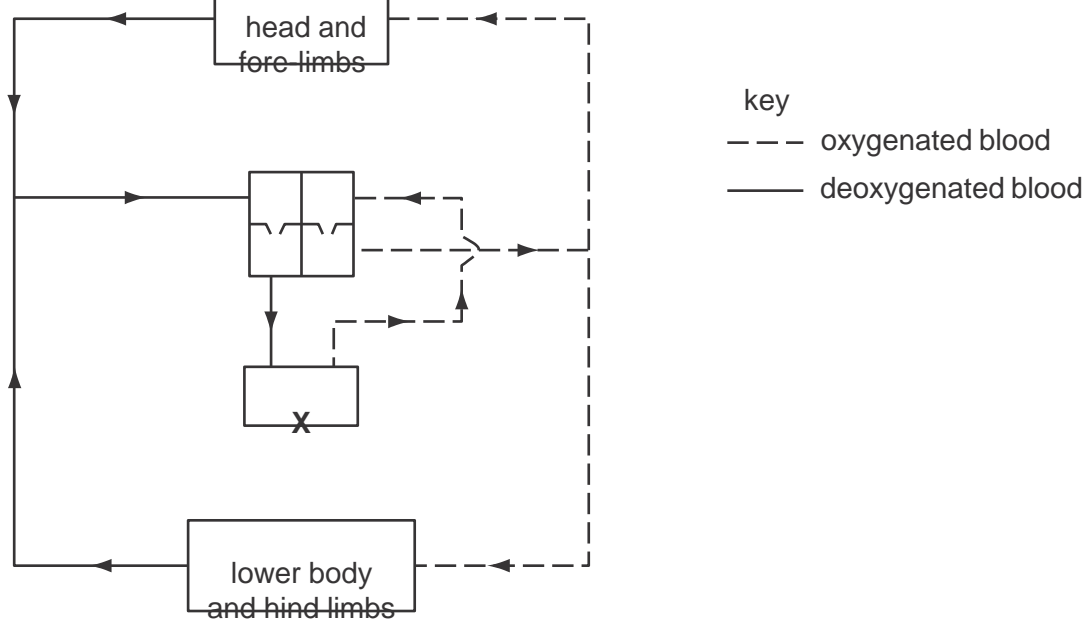 head and
fore-limbs
key
oxygenated blood
deoxygenated blood
X
lower body
and hind limbs